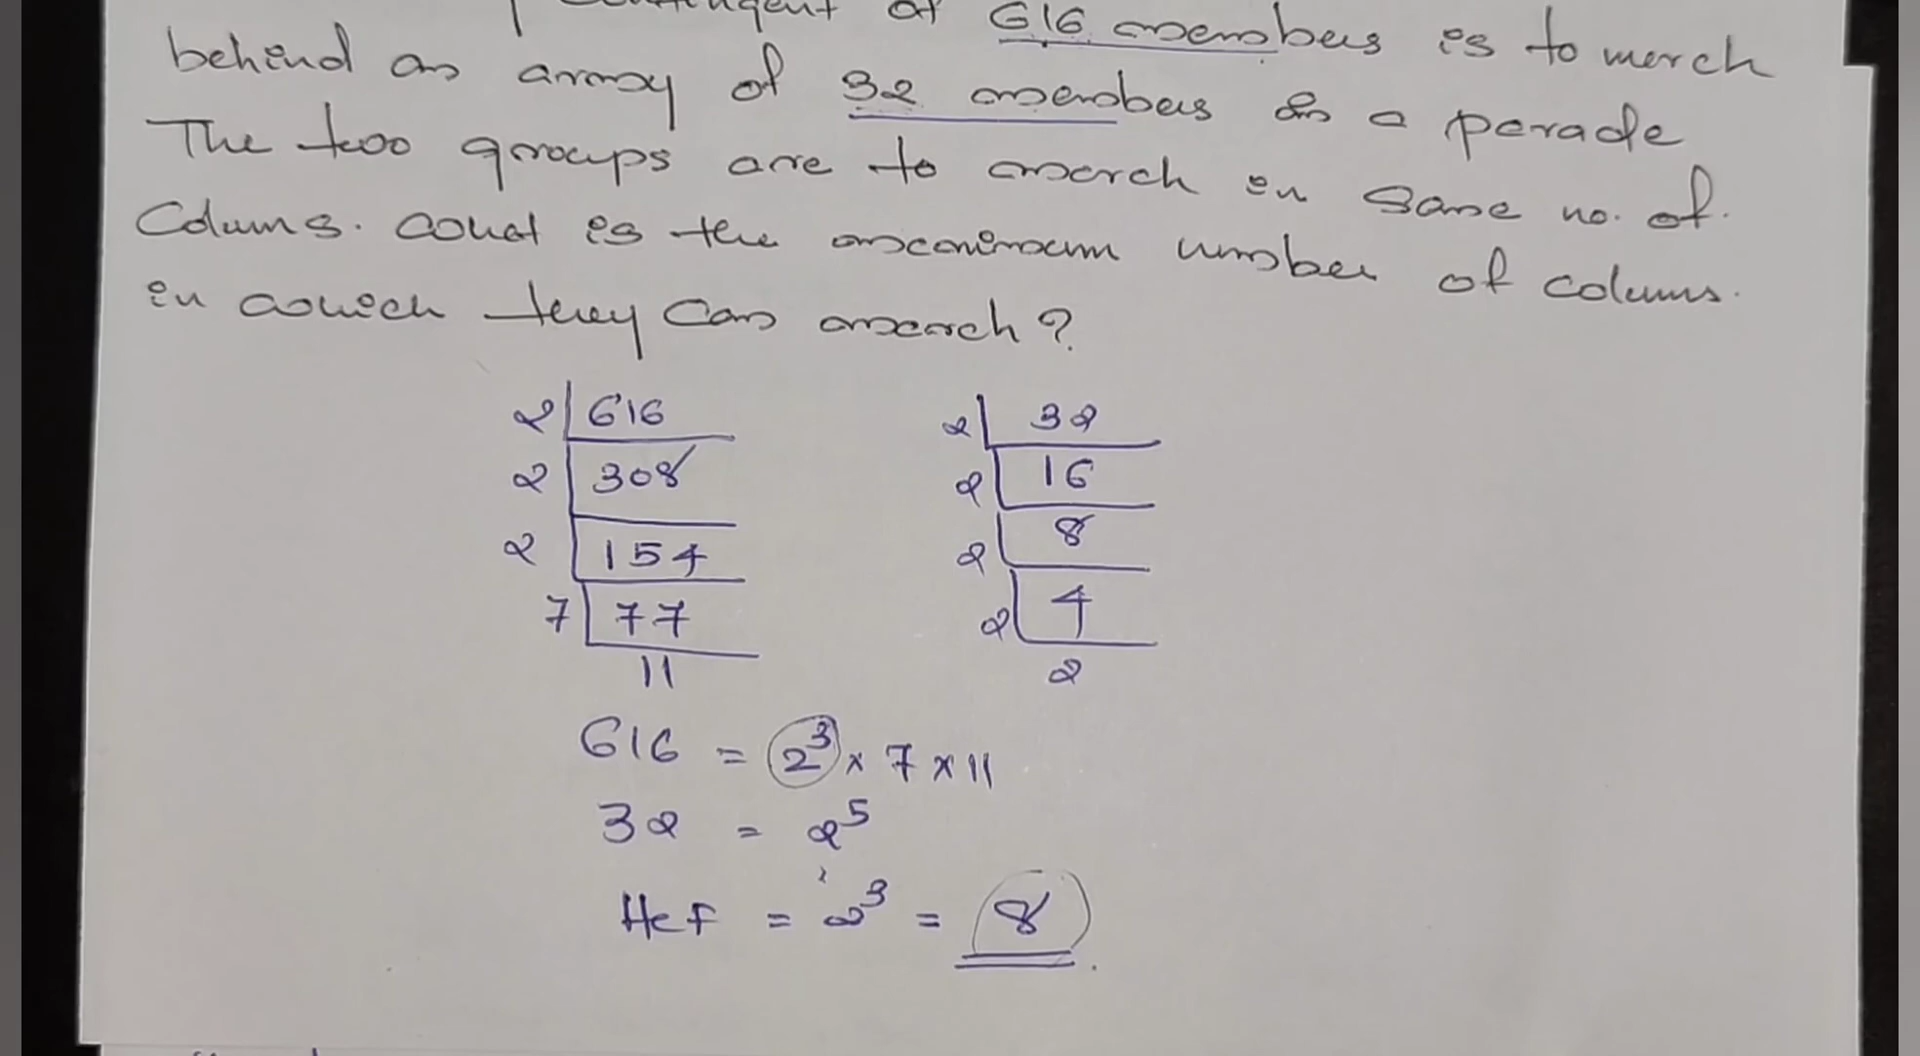 contingent of 616 members is to march
behind an army of 32 members in a parade
The two groups are to march in same no. of.
Colums. What is the maximum number of colums.
in which they can march?
2 | 616
2 | 308
2 | 154
7 | 77
11
2 | 32
2 | 16
2 | 8
2 | 4
2
616 = 2³ × 7 × 11
32 = 2⁵
HCF = 2³ = 8